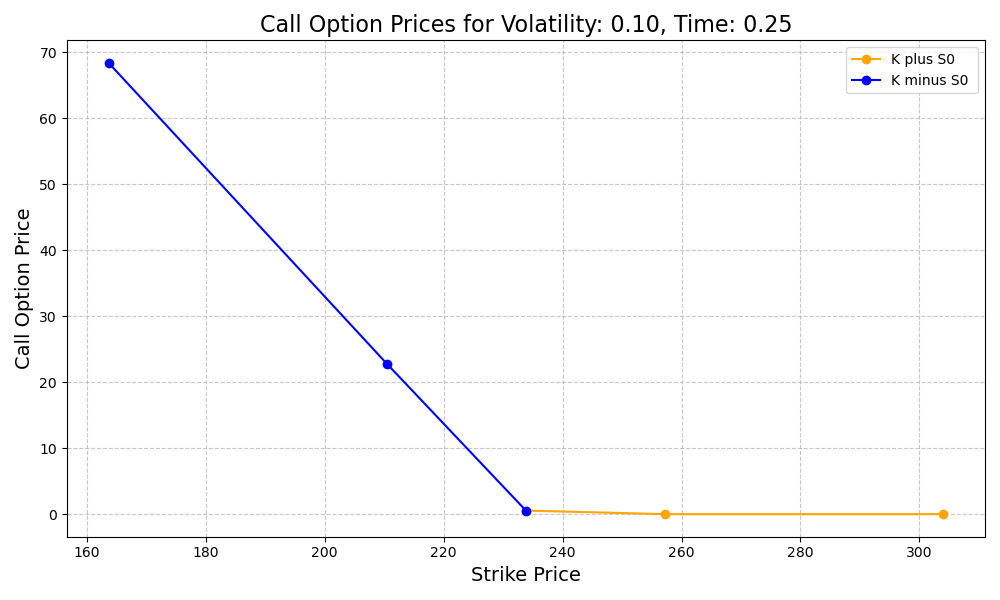 Call Option Prices for Volatility: 0.10, Time: 0.25
K plus S0
K minus S0
Call Option Price
70
60
50
40
30
20
10
0
160 180 200 220 240 260 280 300
Strike Price